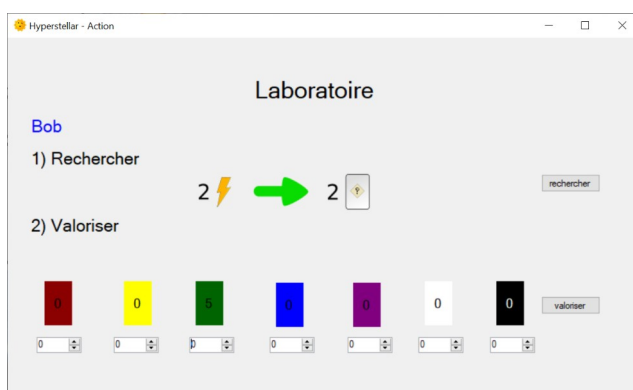 Hyperstellar - Action
Laboratoire
Bob
1) Rechercher
2 2 ?
rechercher
2) Valoriser
0 0 5 0 0 0 0
valoriser
0 0 0 0 0 0 0